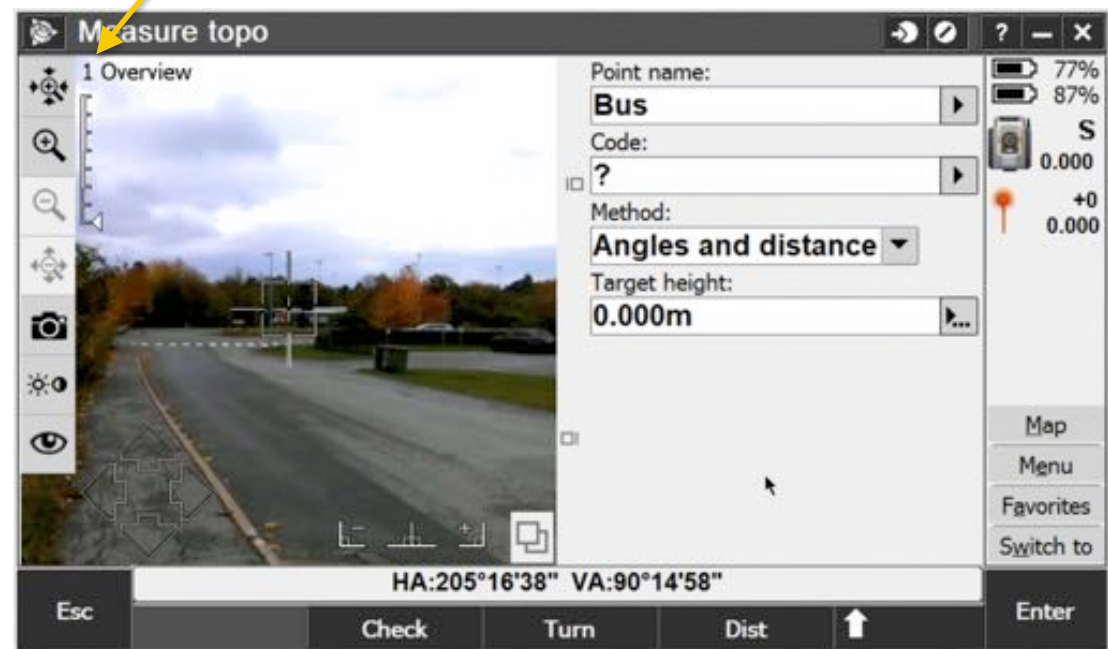 Measure topo
?
1 Overview
Point name:
Bus
Code:
?
Method:
Angles and distance
Target height:
0.000m
77%
87%
S
0.000
+0
0.000
Map
Menu
Favorites
Switch to
HA:205°16'38" VA:90°14'58"
Esc
Check
Turn
Dist
Enter